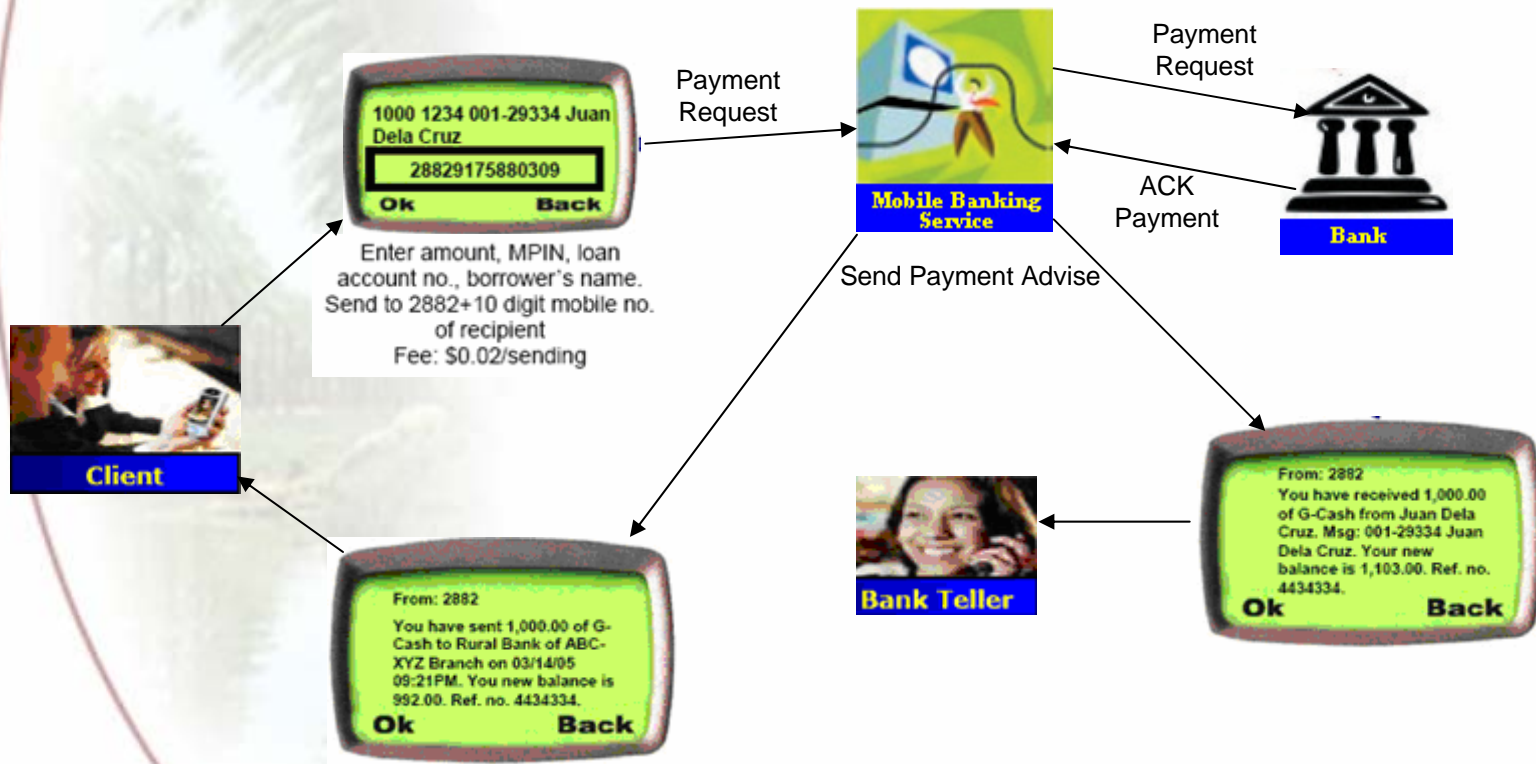 1000 1234 001-29334 Juan
Dela Cruz
28829175880309
Ok Back
Enter amount, MPIN, loan
account no., borrower's name.
Send to 2882+10 digit mobile no.
of recipient
Fee: $0.02/sending
Payment
Request
Mobile Banking
Service
Payment
Request
ACK
Payment
Bank
Send Payment Advise
Client
From: 2882
You have sent 1,000.00 of G-
Cash to Rural Bank of ABC-
XYZ Branch on 03/14/05
09:21PM. You new balance is
992.00. Ref. no. 4434334.
Ok Back
Bank Teller
From: 2882
You have received 1,000.00
of G-Cash from Juan Dela
Cruz. Msg: 001-29334 Juan
Dela Cruz. Your new
balance is 1,103.00. Ref. no.
4434334.
Ok Back